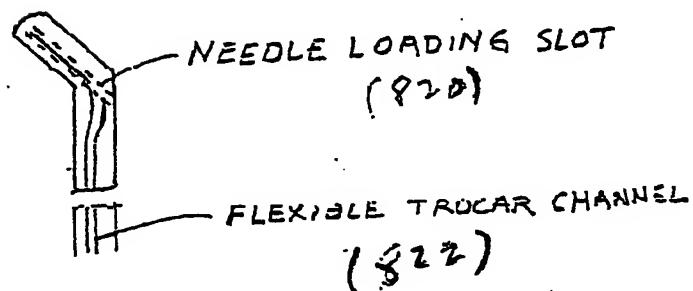 NEEDLE LOADING SLOT
(820)
FLEXIBLE TROCAR CHANNEL
(822)